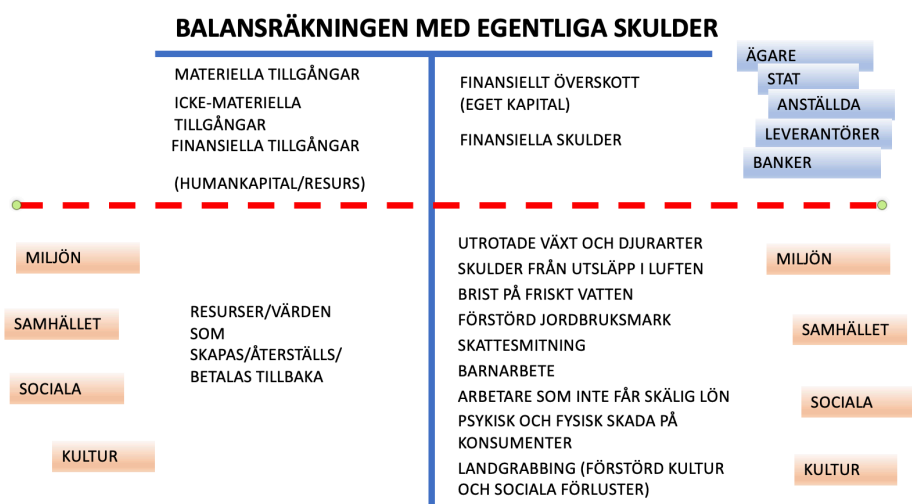 BALANSRÄKNINGEN MED EGENTLIGA SKULDER
MATERIELLA TILLGÅNGAR
ICKE-MATERIELLA
TILLGÅNGAR
FINANSIELLA TILLGÅNGAR
(HUMANKAPITAL/RESURS)
FINANSIELLT ÖVERSKOTT
(EGET KAPITAL)
FINANSIELLA SKULDER
ÄGARE
STAT
ANSTÄLLDA
LEVERANTÖRER
BANKER
MILJÖN
SAMHÄLLET
SOCIALA
KULTUR
RESURSER/VÄRDEN
SOM
SKAPAS/ÅTERSTÄLLS/
BETALAS TILLBAKA
UTROTADE VÄXT OCH DJURARTER
SKULDER FRÅN UTSLÄPP I LUFTEN
BRIST PÅ FRISKT VATTEN
FÖRSTÖRD JORDBRUKSMARK
SKATTESMITNING
BARNARBETE
ARBETARE SOM INTE FÅR SKÄLIG LÖN
PSYKISK OCH FYSISK SKADA PÅ
KONSUMENTER
LANDGRABBING (FÖRSTÖRD KULTUR
OCH SOCIALA FÖRLUSTER)
MILJÖN
SAMHÄLLET
SOCIALA
KULTUR